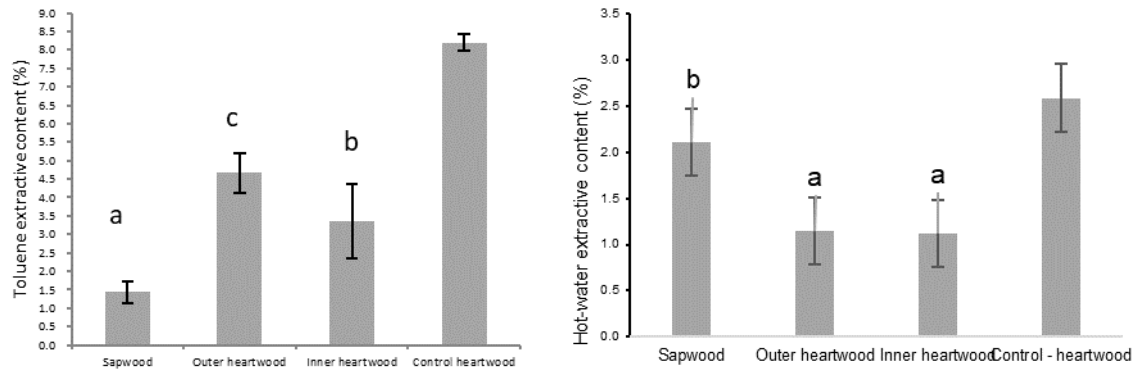 Toluene extractive content (%)
9.0
8.5
8.0
7.5
7.0
6.5
6.0
5.5
5.0
4.5
4.0
3.5
3.0
2.5
2.0
1.5
1.0
0.5
0.0
a
c
b
Sapwood Outer heartwood Inner heartwood Control heartwood
Hot-water extractive content (%)
3.5
3.0
2.5
2.0
1.5
1.0
0.5
0.0
b
a
a
Sapwood Outer heartwood Inner heartwood Control - heartwood